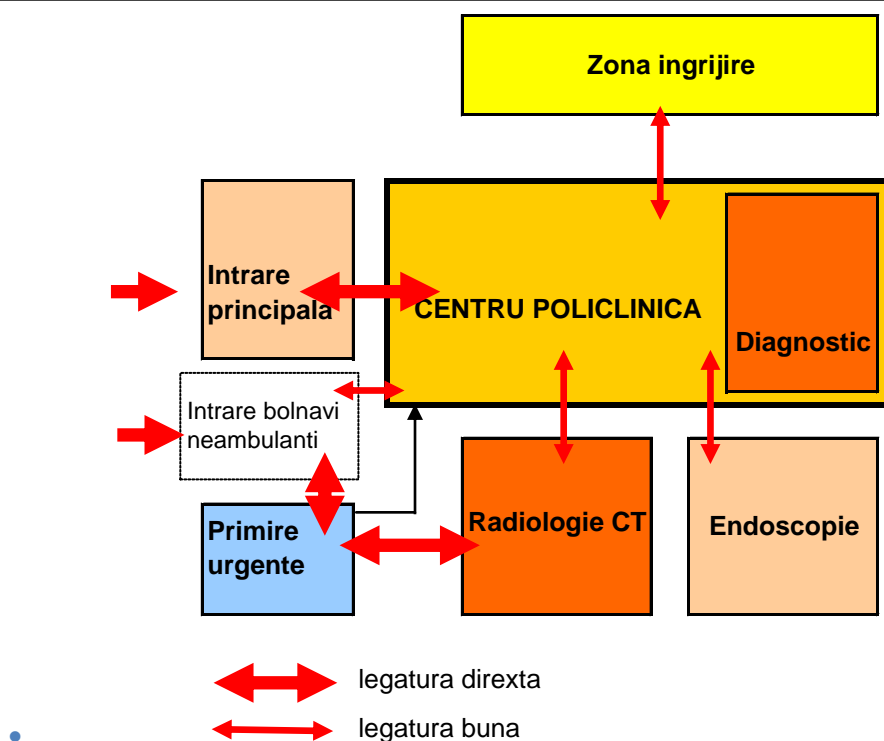 Zona ingrijire
Intrare
principala
CENTRU POLICLINICA
Diagnostic
Intrare bolnavi
neambulanti
Primire
urgente
Radiologie CT
Endoscopie
legatura direxta
legatura buna